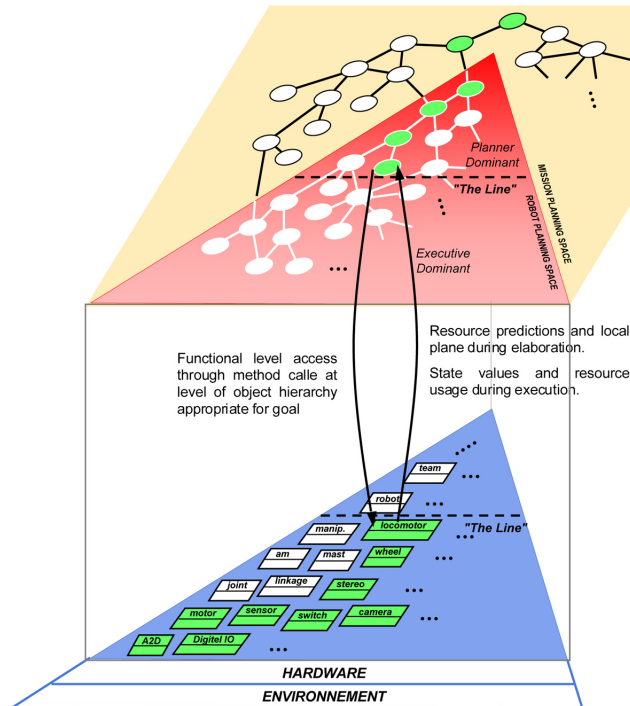 Planner
Dominant
"The Line"
MISSION PLANNING SPACE
ROBOT PLANNING SPACE
Executive
Dominant
Functional level access
through method calle at
level of object hierarchy
appropriate for goal
Resource predictions and local
plane during elaboration.
State values and resource
usage during execution.
team
robot
"The Line"
locomotor
manip.
wheel
am
mast
joint
linkage
stereo
motor
sensor
switch
camera
A2D
Digitel IO
HARDWARE
ENVIRONNEMENT